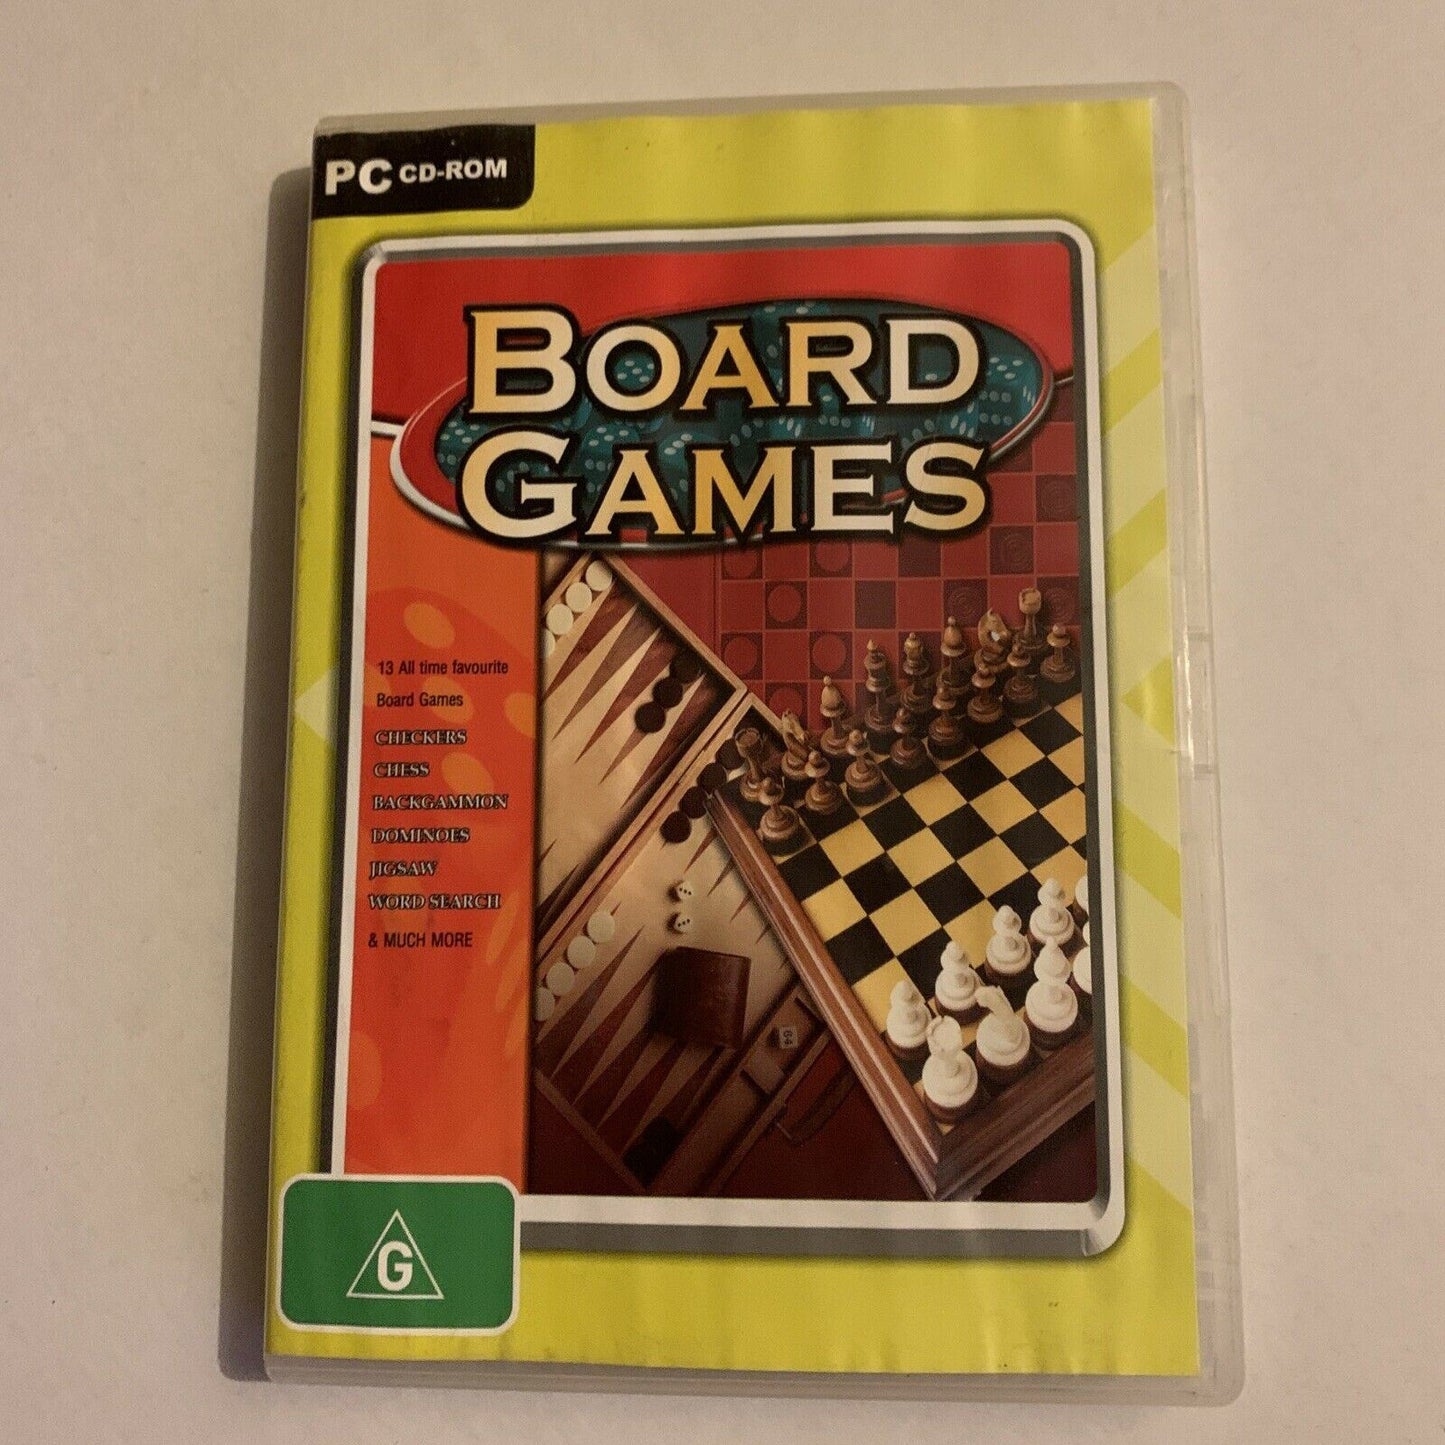 PC CD-ROM
BOARD
GAMES
13 All time favourite
Board Games
CHECKERS
CHESS
BACKGAMMON
DOMINOES
JIGSAW
WORD SEARCH
& MUCH MORE
G